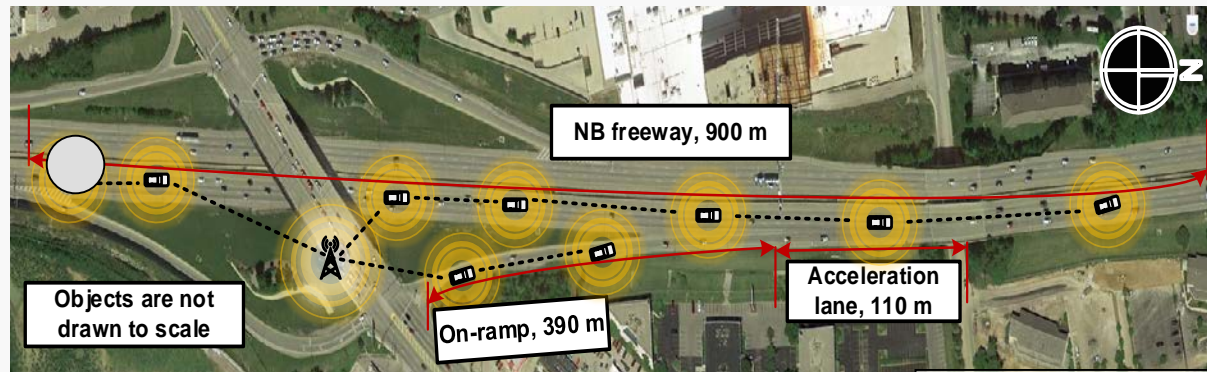 NB freeway, 900 m
N
Objects are not
drawn to scale
On-ramp, 390 m
Acceleration
lane, 110 m